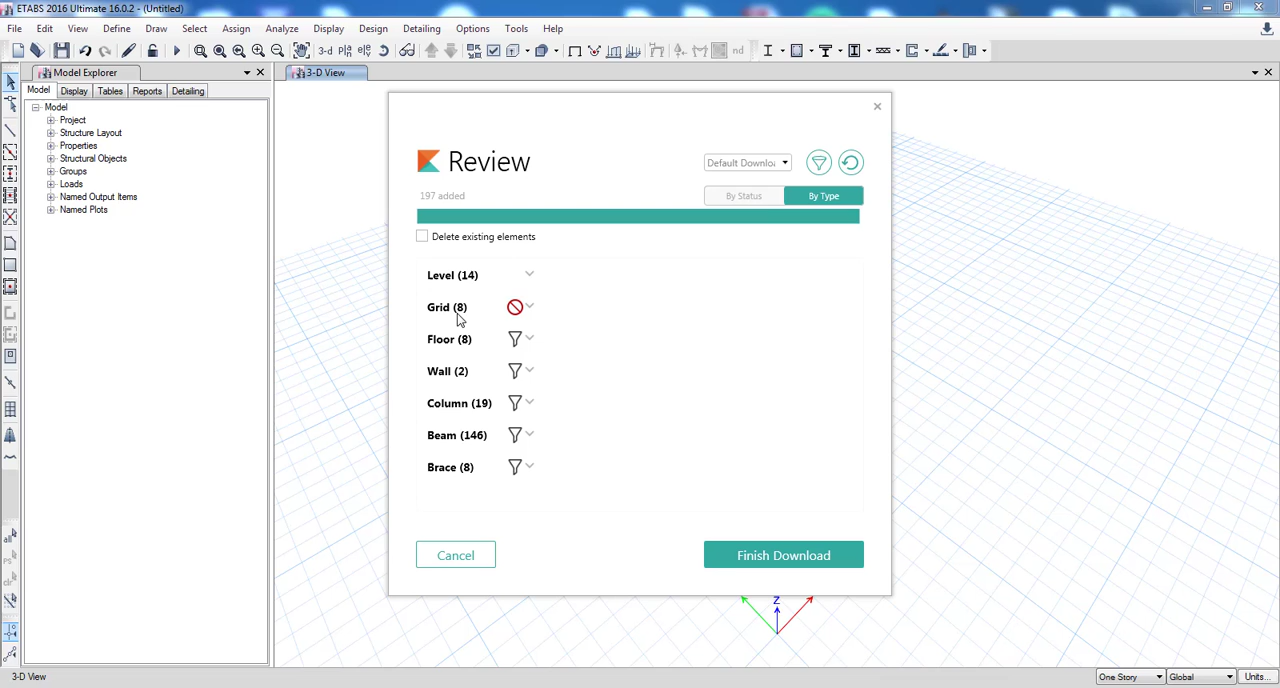 ETABS 2016 Ultimate 16.0.2 - (Untitled)
File Edit View Define Draw Select Assign Analyze Display Design Detailing Options Tools Help
3-d nd
Model Explorer 3-D View
Model Display Tables Reports Detailing
Model
Project
Structure Layout
Properties
Structural Objects
Groups
Loads
Named Output Items
Named Plots
Review
Default Downloa
197 added
By Status By Type
Delete existing elements
Level (14)
Grid (8)
Floor (8)
Wall (2)
Column (19)
Beam (146)
Brace (8)
Cancel Finish Download
Z
3-D View One Story Global Units...